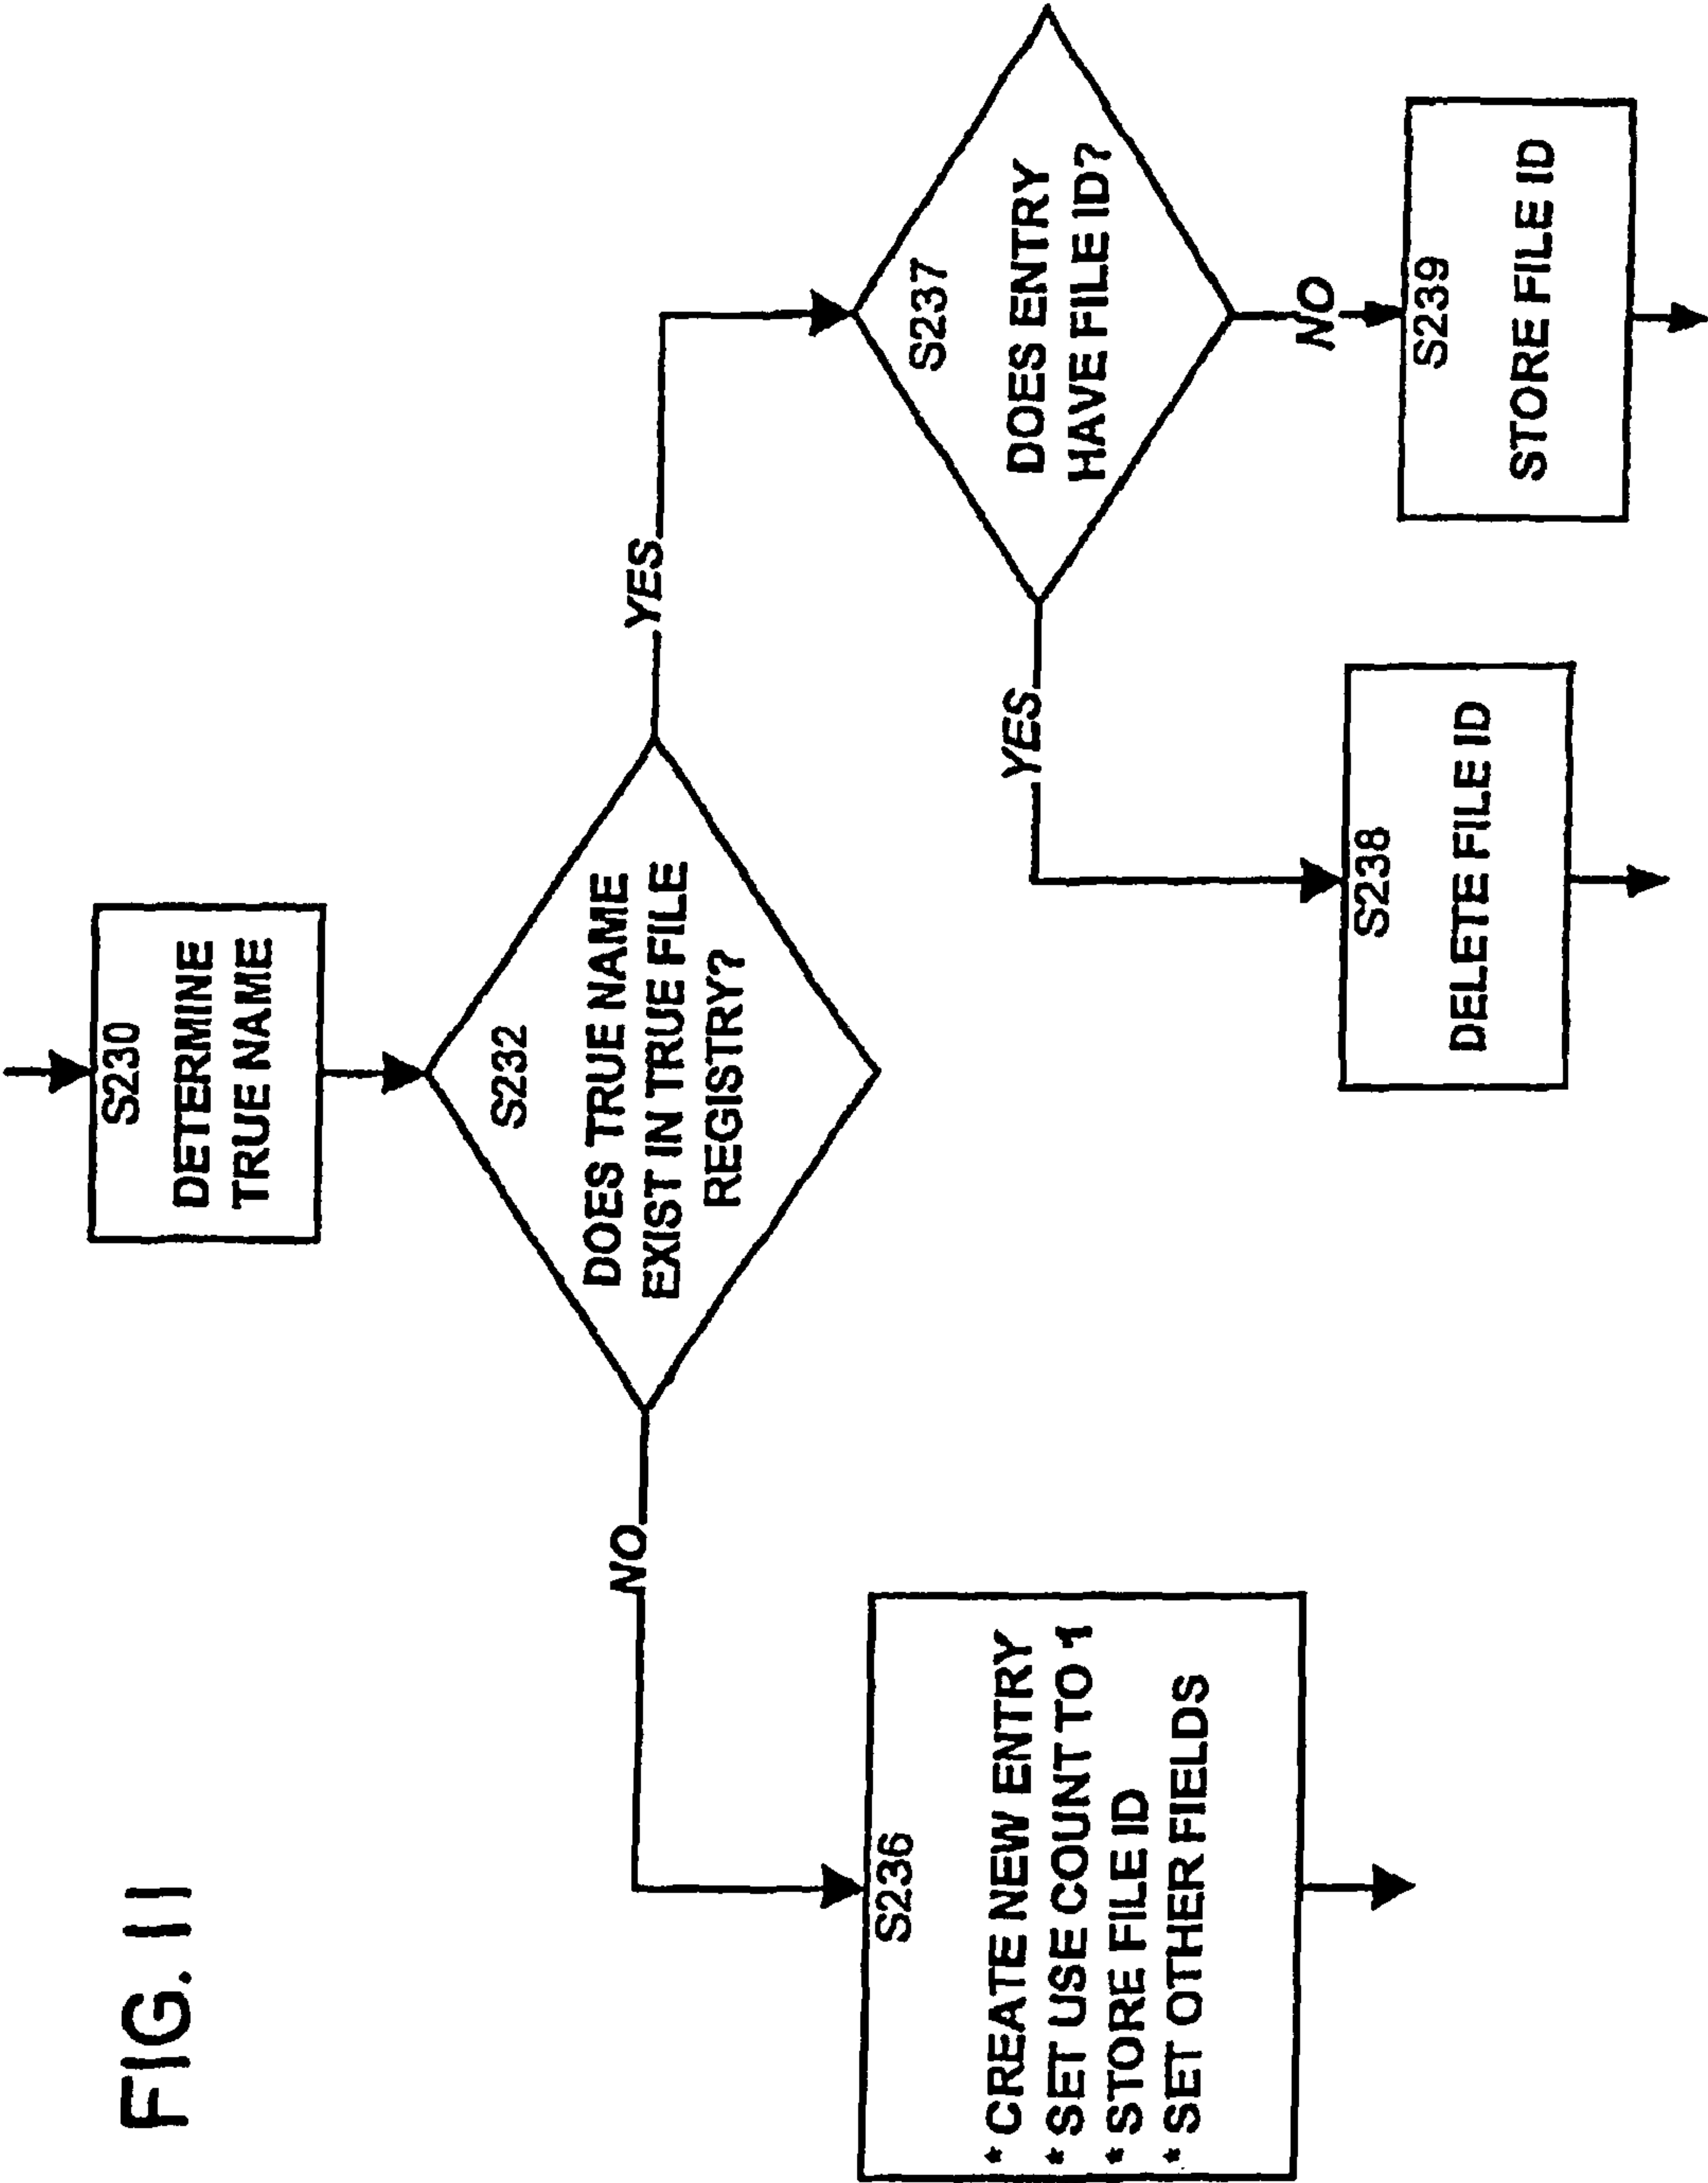 FIG. 11
S230
DETERMINE
TRUE NAME
S232
DOES TRUE NAME
EXIST IN TRUE FILE
REGISTRY?
NO
YES
S236
* CREATE NEW ENTRY
* SET USE COUNT TO 1
* STORE FILE ID
* SET OTHER FIELDS
S237
DOES ENTRY
HAVE FILE ID?
YES
NO
S238
DELETE FILE ID
S239
STORE FILE ID